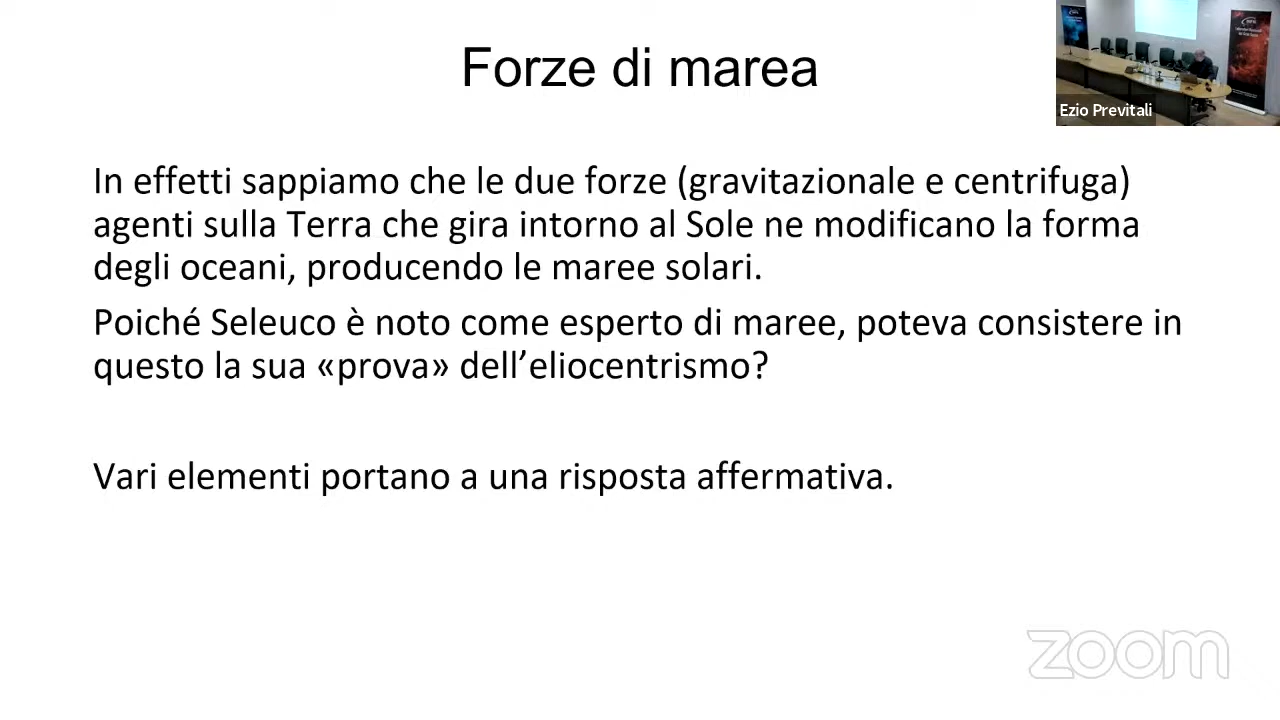 Forze di marea
Ezio Previtali
In effetti sappiamo che le due forze (gravitazionale e centrifuga)
agenti sulla Terra che gira intorno al Sole ne modificano la forma
degli oceani, producendo le maree solari.
Poiché Seleuco è noto come esperto di maree, poteva consistere in
questo la sua «prova» dell’eliocentrismo?
Vari elementi portano a una risposta affermativa.
zoom